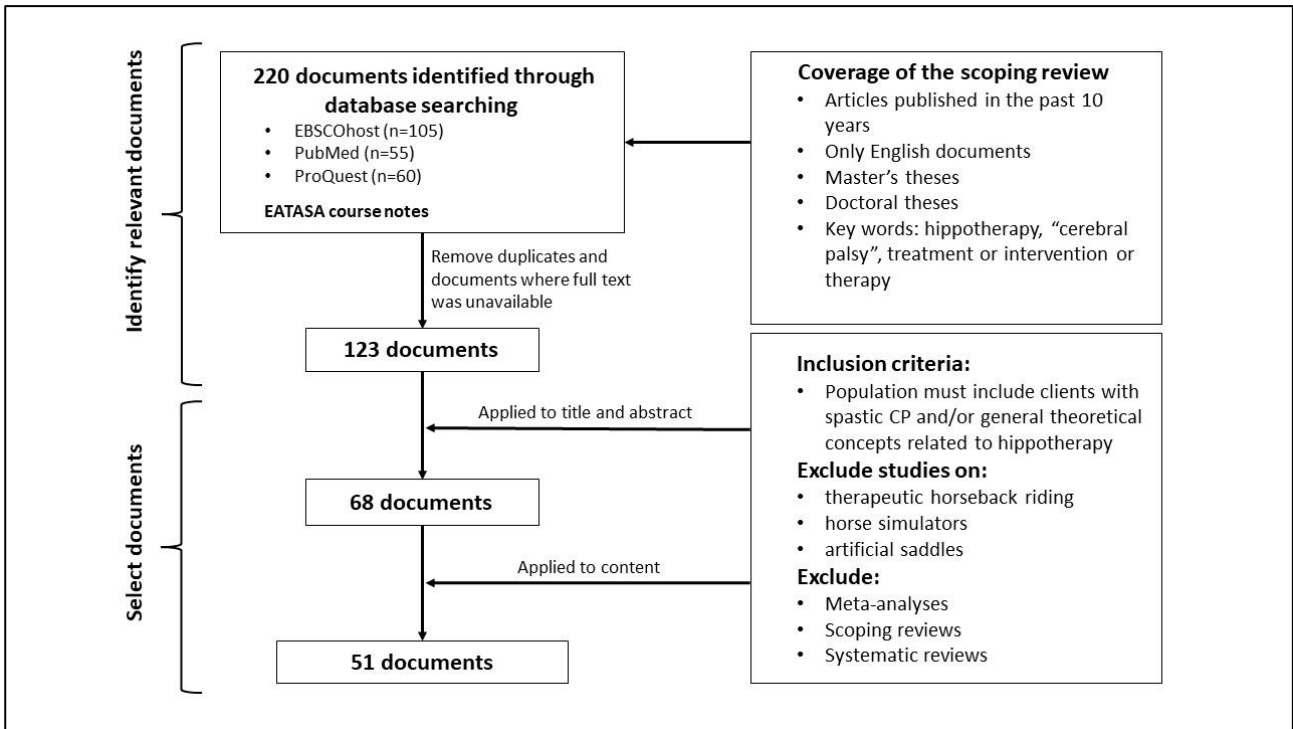 Identify relevant documents
220 documents identified through
database searching
• EBSCOhost (n=105)
• PubMed (n=55)
• ProQuest (n=60)
EATASA course notes
Coverage of the scoping review
• Articles published in the past 10
years
• Only English documents
• Master's theses
• Doctoral theses
• Key words: hippotherapy, “cerebral
palsy”, treatment or intervention or
therapy
Remove duplicates and
documents where full text
was unavailable
123 documents
Select documents
Applied to title and abstract
68 documents
Applied to content
51 documents
Inclusion criteria:
• Population must include clients with
spastic CP and/or general theoretical
concepts related to hippotherapy
Exclude studies on:
• therapeutic horseback riding
• horse simulators
• artificial saddles
Exclude:
• Meta-analyses
• Scoping reviews
• Systematic reviews